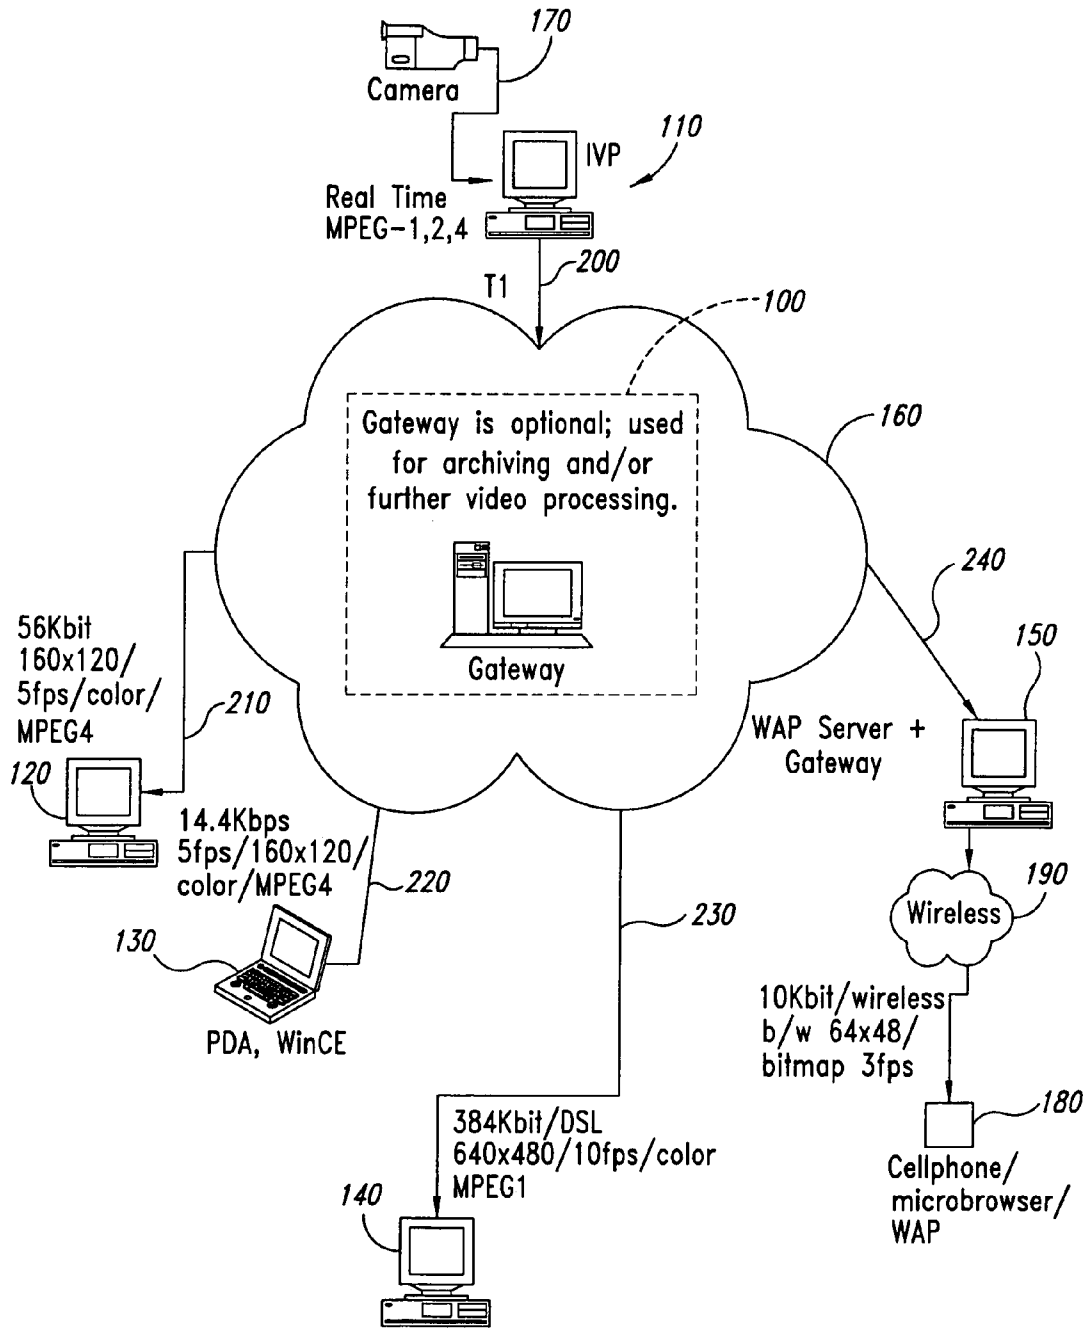 170
Camera
110
IVP
Real Time
MPEG-1,2,4
200
T1
100
Gateway is optional; used
for archiving and/or
further video processing.
160
Gateway
240
150
56Kbit
160x120/
5fps/color/
MPEG4
210
120
WAP Server +
Gateway
14.4Kbps
5fps/160x120/
color/MPEG4
220
130
PDA, WinCE
230
190
Wireless
10Kbit/wireless
b/w 64x48/
bitmap 3fps
180
Cellphone/
microbrowser/
WAP
384Kbit/DSL
640x480/10fps/color
MPEG1
140